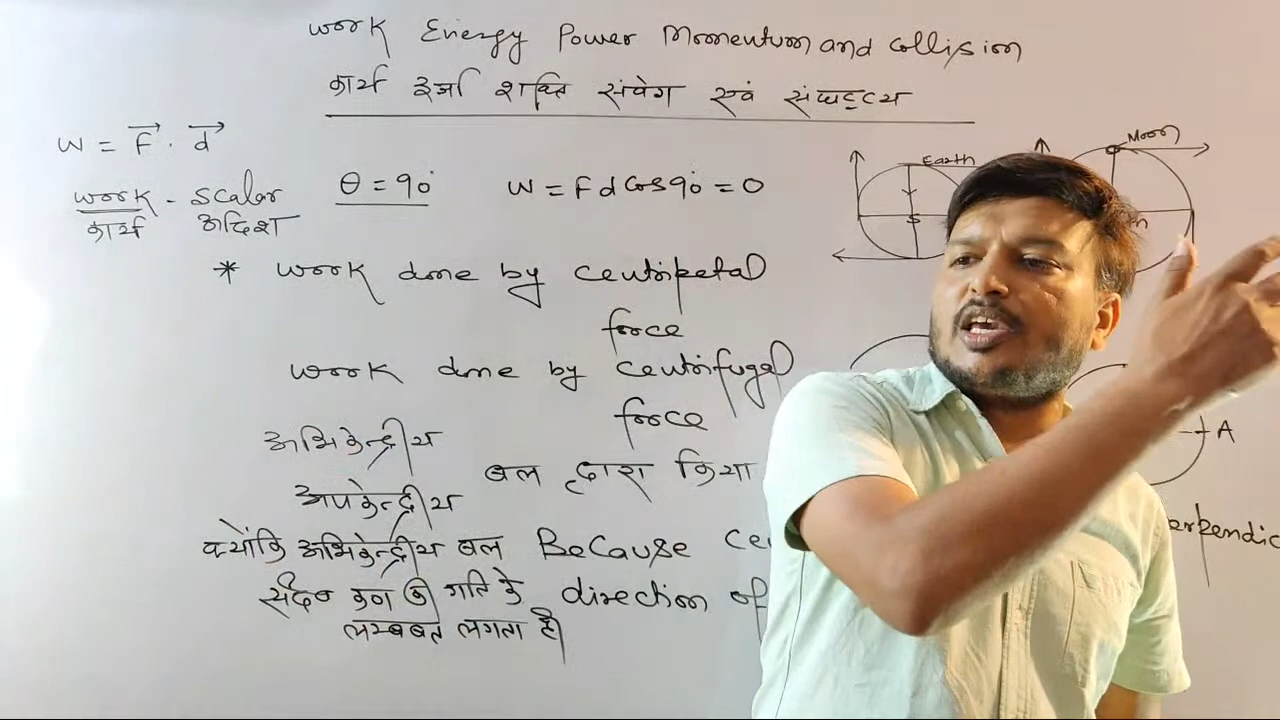 work Energy Power Momentum and collision
कार्य ऊर्जा शक्ति संवेग एवं संघट्ट्य
W = F . d
Earth
Moon
work - scalar
कार्य अदिश
θ = 90° W = Fd cos 90° = 0
S
* work done by centripetal
force
work done by centrifugal
force
A
अभिकेन्द्रीय
अपकेन्द्रीय
बल द्वारा किया
क्योंकि अभिकेन्द्रीय बल Because
सदैव कण की गति के direction of
लम्बवत लगता है।